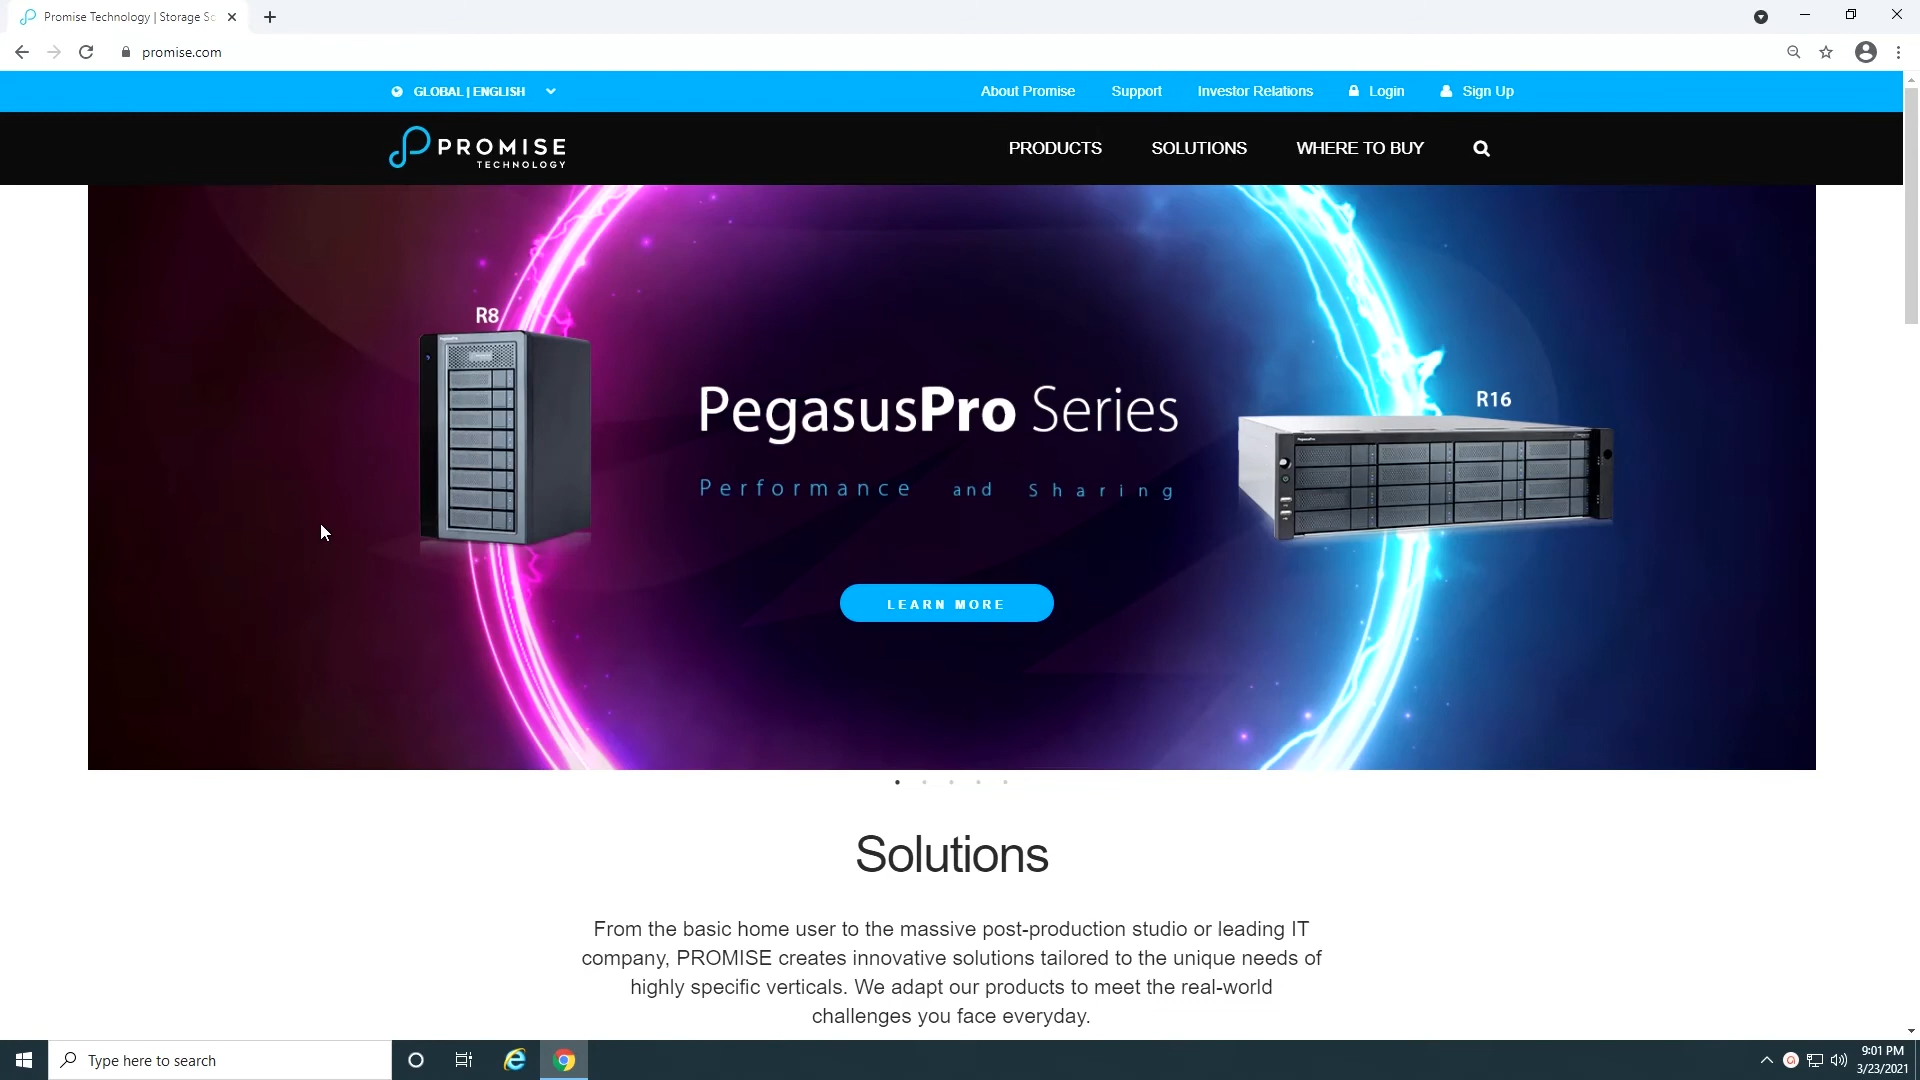 Promise Technology | Storage So
promise.com
GLOBAL | ENGLISH
About Promise Support Investor Relations Login Sign Up
PROMISE
TECHNOLOGY
PRODUCTS SOLUTIONS WHERE TO BUY
R8
R16
PegasusPro Series
Performance and Sharing
LEARN MORE
Solutions
From the basic home user to the massive post-production studio or leading IT
company, PROMISE creates innovative solutions tailored to the unique needs of
highly specific verticals. We adapt our products to meet the real-world
challenges you face everyday.
Type here to search
9:01 PM
3/23/2021